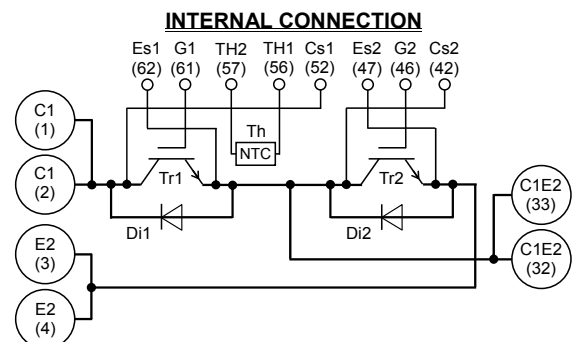 INTERNAL CONNECTION
Es1 G1 TH2 TH1 Cs1 Es2 G2 Cs2
(62) (61) (57) (56) (52) (47) (46) (42)
C1
(1)
Th
NTC
C1
(2)
Tr1
Tr2
C1E2
(33)
Di1
Di2
E2
(3)
C1E2
(32)
E2
(4)